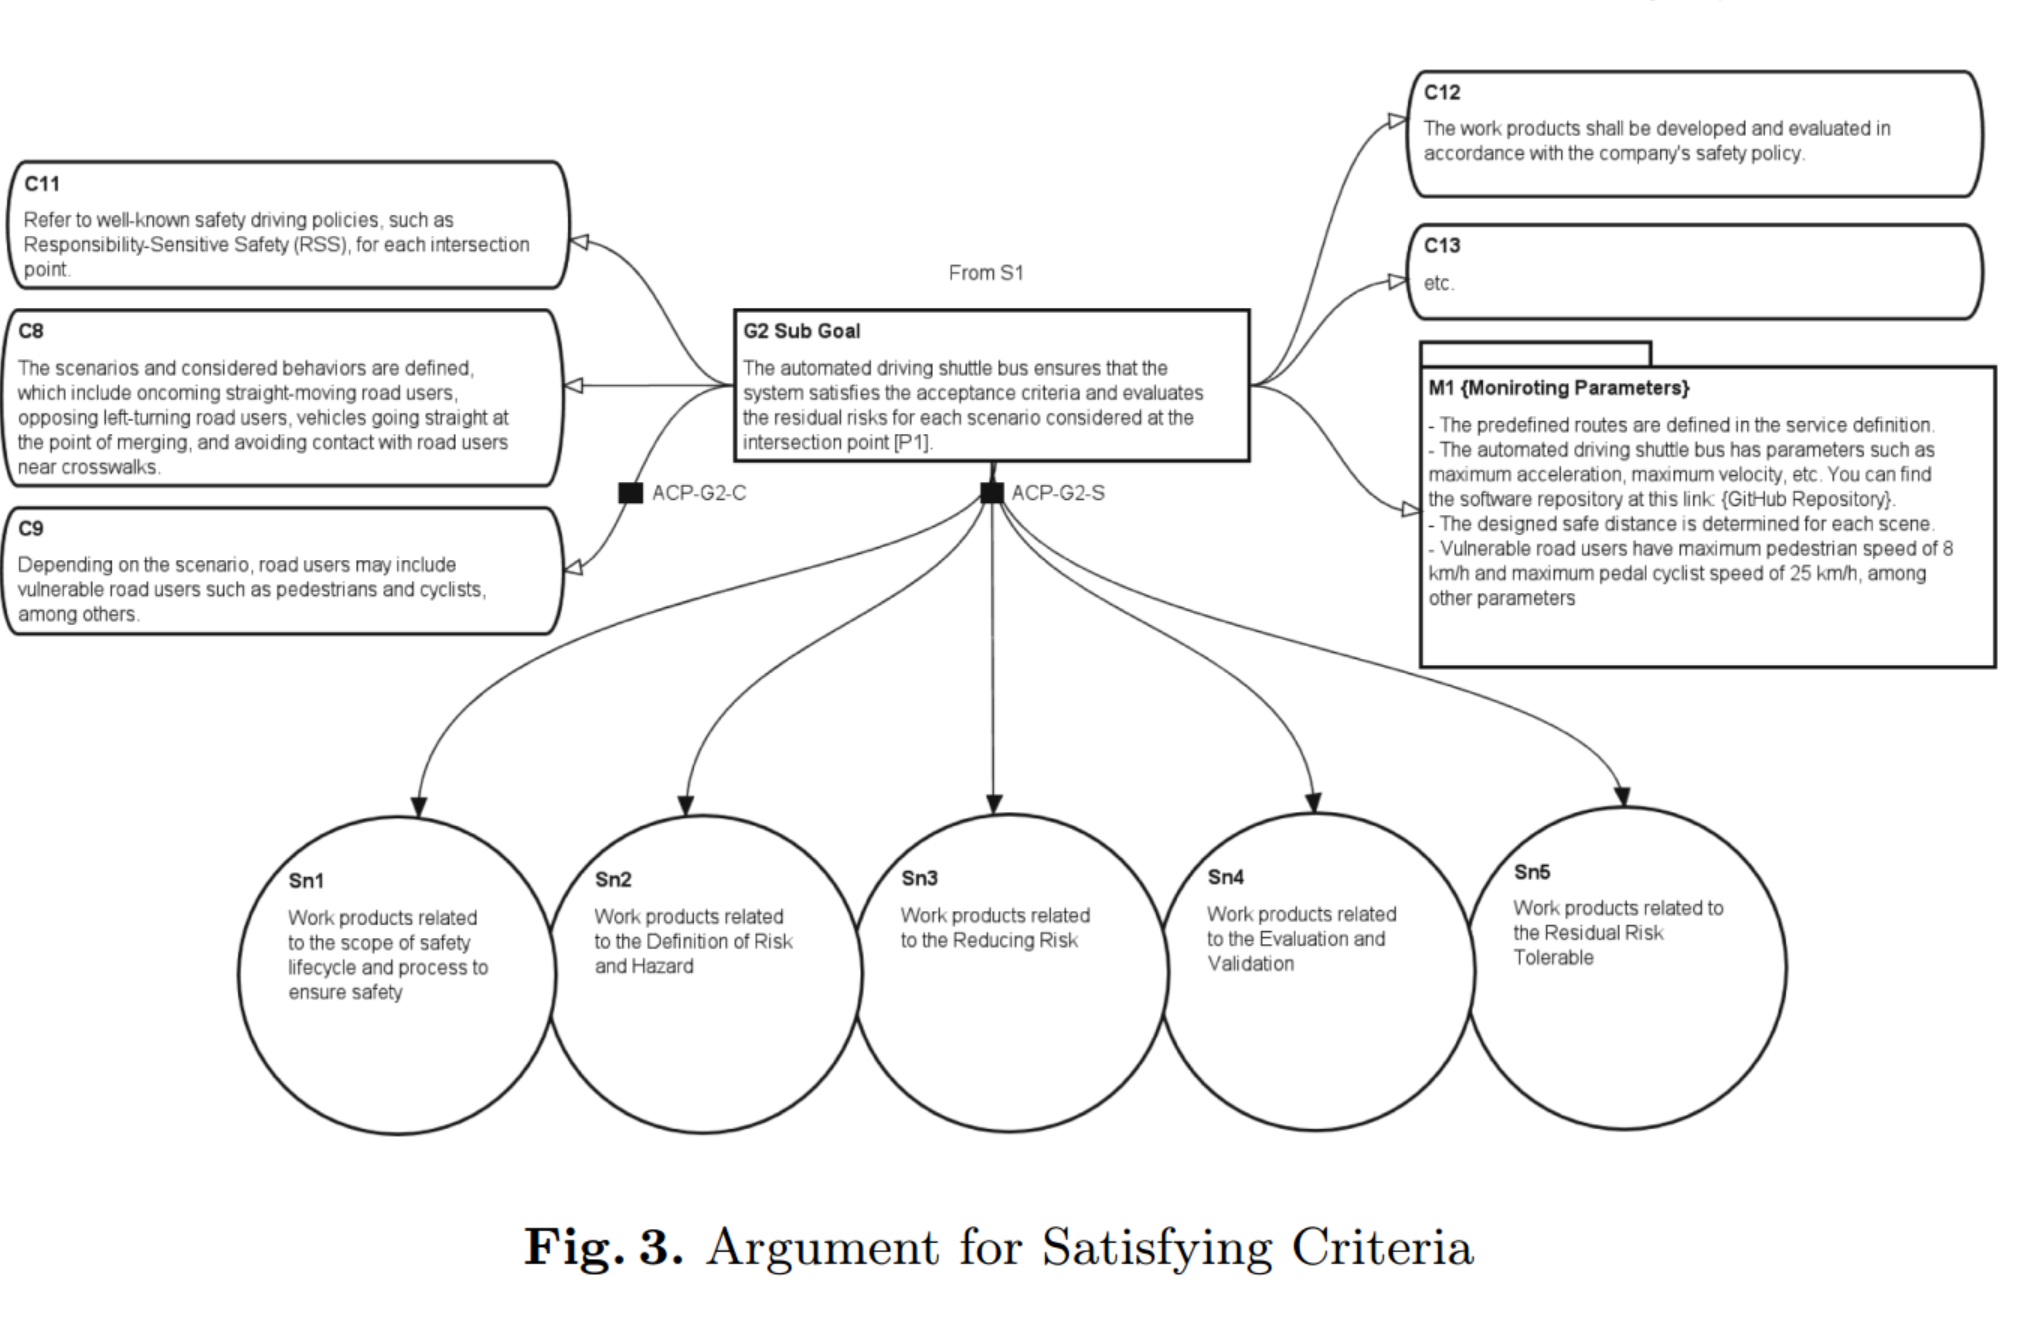 C12
The work products shall be developed and evaluated in
accordance with the company's safety policy.
C11
Refer to well-known safety driving policies, such as
Responsibility-Sensitive Safety (RSS), for each intersection
point.
C13
etc.
From S1
C8
The scenarios and considered behaviors are defined,
which include oncoming straight-moving road users,
opposing left-turning road users, vehicles going straight at
the point of merging, and avoiding contact with road users
near crosswalks.
G2 Sub Goal
The automated driving shuttle bus ensures that the
system satisfies the acceptance criteria and evaluates
the residual risks for each scenario considered at the
intersection point [P1].
M1 {Moniroting Parameters}
- The predefined routes are defined in the service definition.
- The automated driving shuttle bus has parameters such as
maximum acceleration, maximum velocity, etc. You can find
the software repository at this link: {GitHub Repository}.
- The designed safe distance is determined for each scene.
- Vulnerable road users have maximum pedestrian speed of 8
km/h and maximum pedal cyclist speed of 25 km/h, among
other parameters
ACP-G2-C
ACP-G2-S
C9
Depending on the scenario, road users may include
vulnerable road users such as pedestrians and cyclists,
among others.
Sn1
Work products related
to the scope of safety
lifecycle and process to
ensure safety
Sn2
Work products related
to the Definition of Risk
and Hazard
Sn3
Work products related
to the Reducing Risk
Sn4
Work products related
to the Evaluation and
Validation
Sn5
Work products related to
the Residual Risk
Tolerable
Fig. 3. Argument for Satisfying Criteria